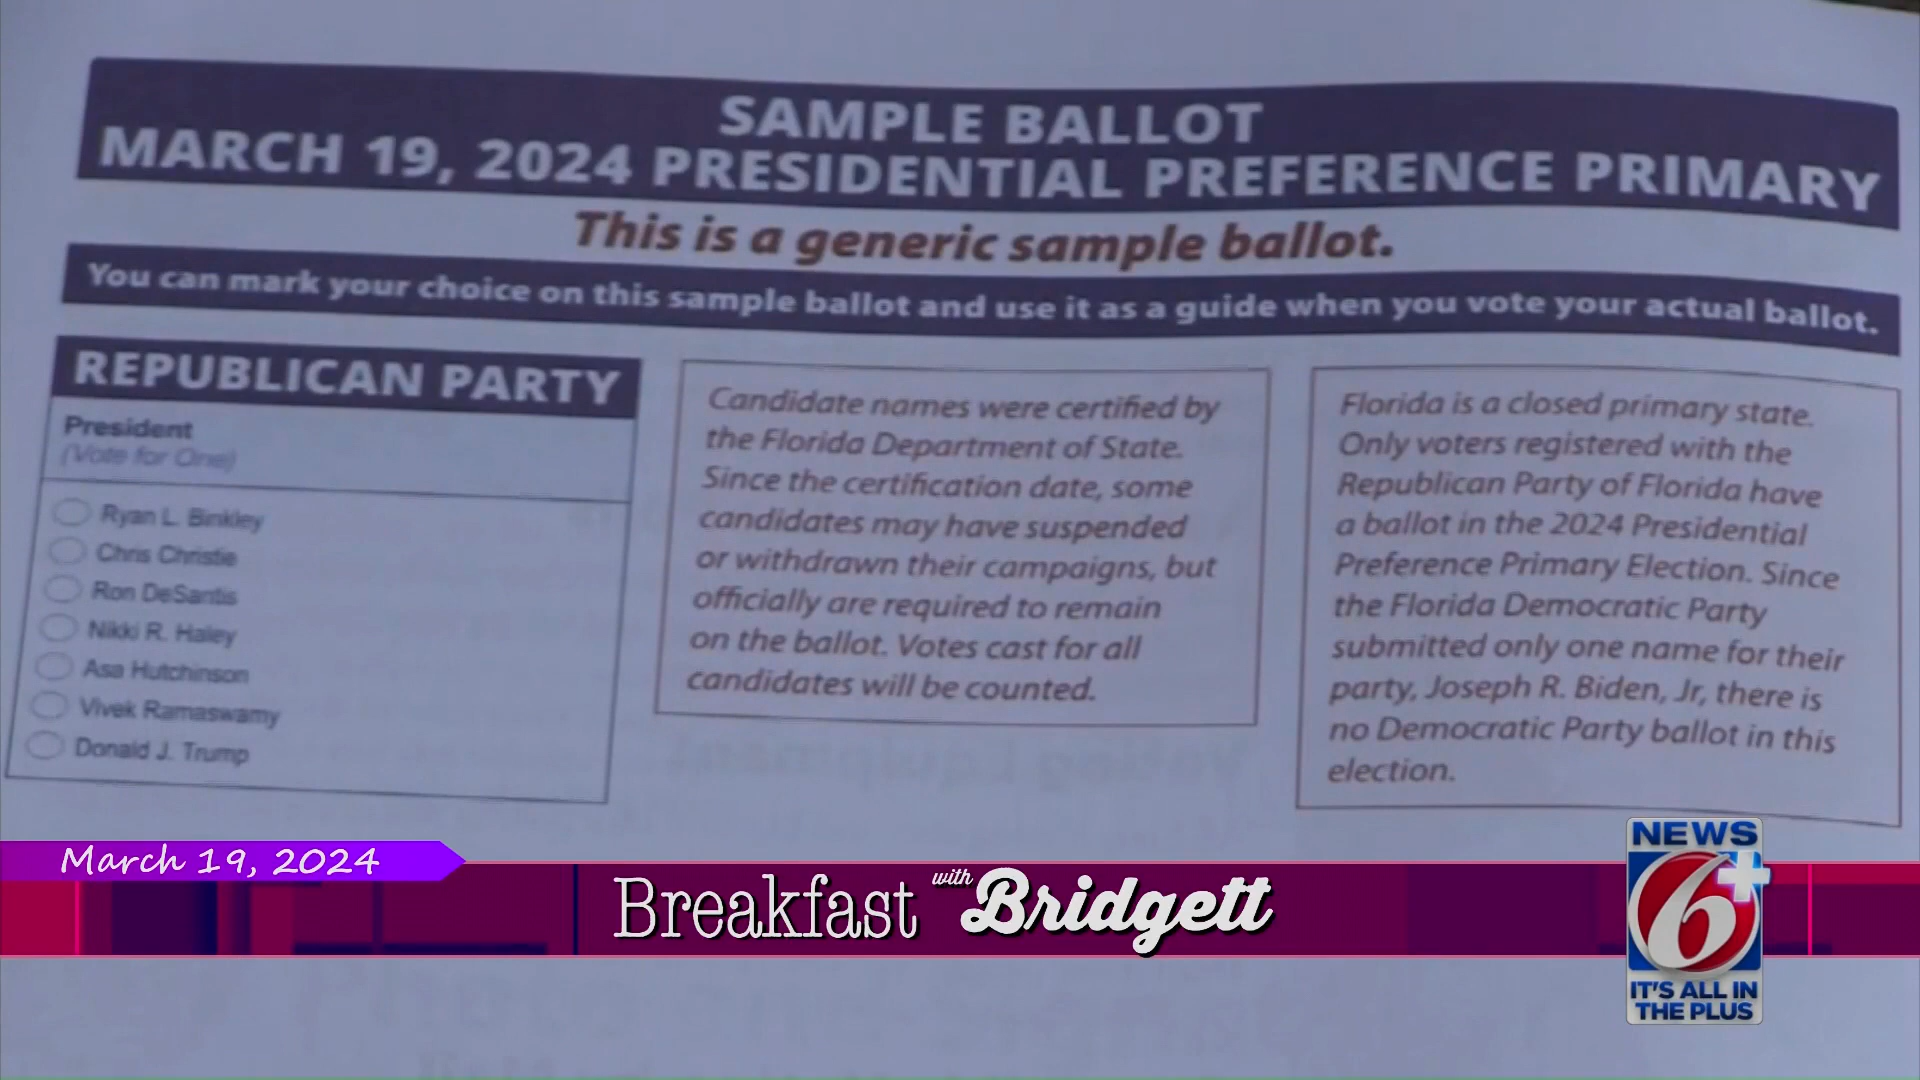 SAMPLE BALLOT
MARCH 19, 2024 PRESIDENTIAL PREFERENCE PRIMARY
This is a generic sample ballot.
You can mark your choice on this sample ballot and use it as a guide when you vote your actual ballot.
REPUBLICAN PARTY
President
(Vote for One)
Ryan L. Binkley
Chris Christie
Ron DeSantis
Nikki R. Haley
Asa Hutchinson
Vivek Ramaswamy
Donald J. Trump
Candidate names were certified by
the Florida Department of State.
Since the certification date, some
candidates may have suspended
or withdrawn their campaigns, but
officially are required to remain
on the ballot. Votes cast for all
candidates will be counted.
Florida is a closed primary state.
Only voters registered with the
Republican Party of Florida have
a ballot in the 2024 Presidential
Preference Primary Election. Since
the Florida Democratic Party
submitted only one name for their
party, Joseph R. Biden, Jr, there is
no Democratic Party ballot in this
election.
March 19, 2024
Breakfast with Bridgett
NEWS
6+
IT'S ALL IN
THE PLUS